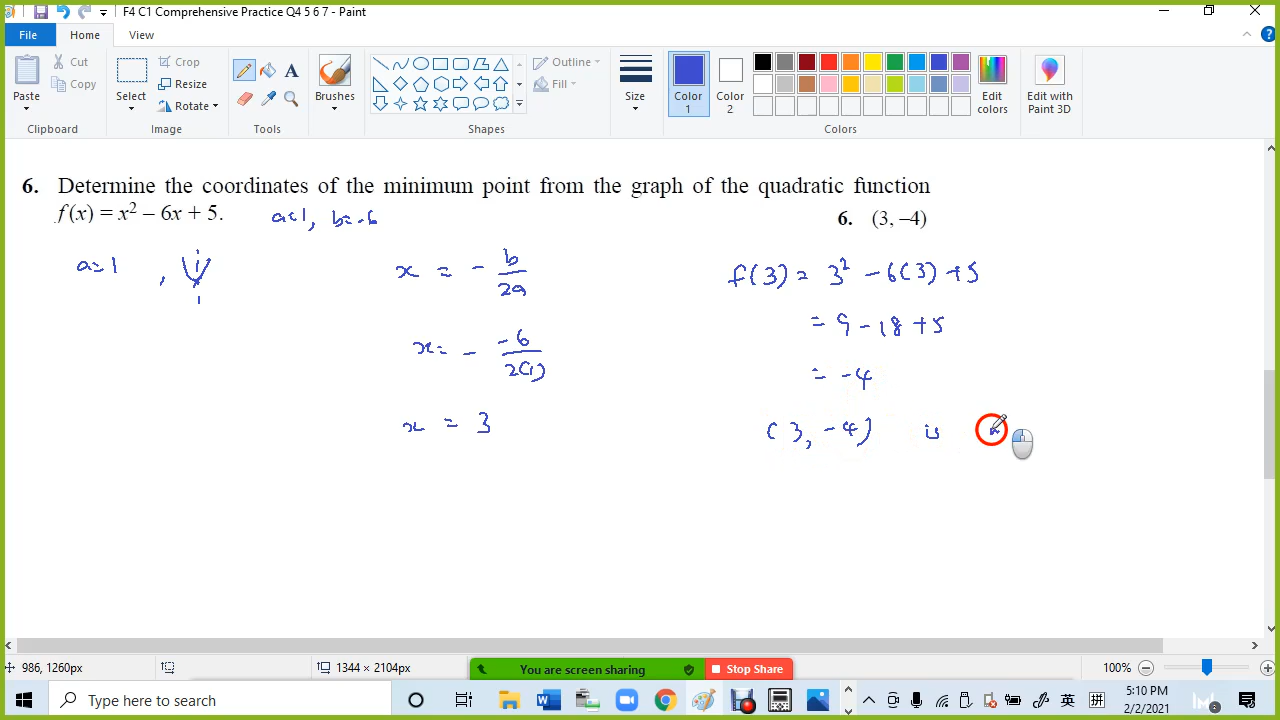 F4 C1 Comprehensive Practice Q4 5 6 7 - Paint
File Home View
Paste Cut Copy Clipboard
Select Crop Resize Rotate Image
Tools
Brushes
Outline Fill Shapes
Size
Color 1 Color 2 Edit colors Colors
Edit with Paint 3D
6. Determine the coordinates of the minimum point from the graph of the quadratic function
f(x) = x² – 6x + 5. a=1, b=-6
6. (3, –4)
a=1 ,
x = - b/2a
x = - -6/2(1)
x = 3
f(3) = 3² - 6(3) + 5
= 9 - 18 + 5
= -4
(3, -4) is
986, 1260px 1344 × 2104px You are screen sharing Stop Share 100%
Type here to search
英 拼 5:10 PM
2/2/2021 2